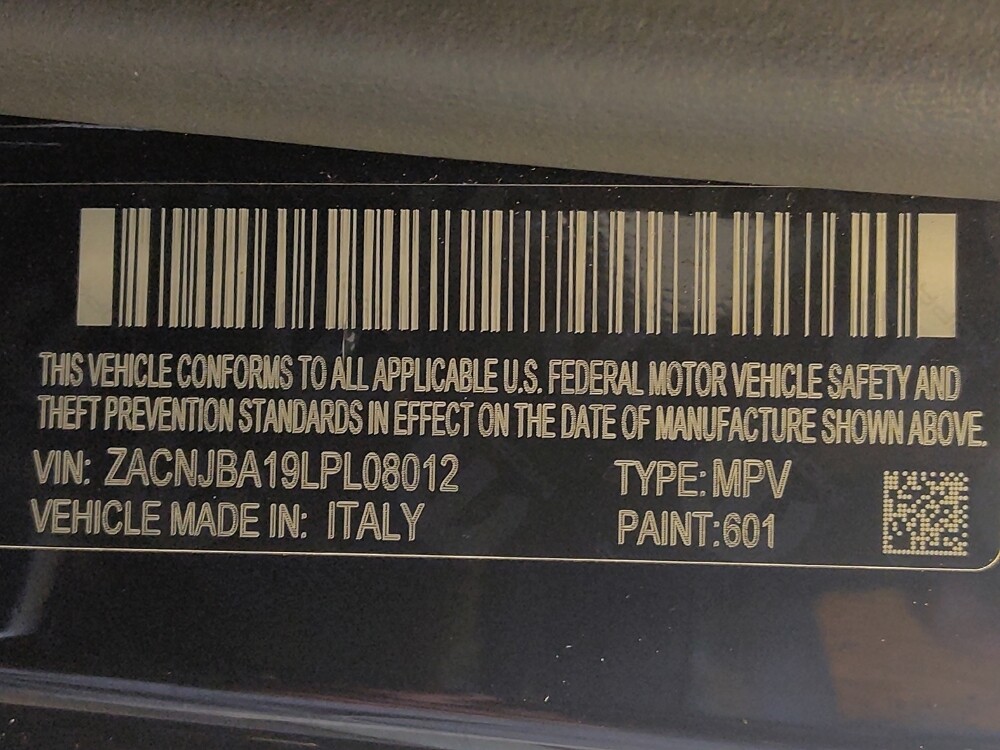 THIS VEHICLE CONFORMS TO ALL APPLICABLE U.S. FEDERAL MOTOR VEHICLE SAFETY AND
THEFT PREVENTION STANDARDS IN EFFECT ON THE DATE OF MANUFACTURE SHOWN ABOVE.
VIN: ZACNJBA19LPL08012 TYPE: MPV
VEHICLE MADE IN: ITALY PAINT:601